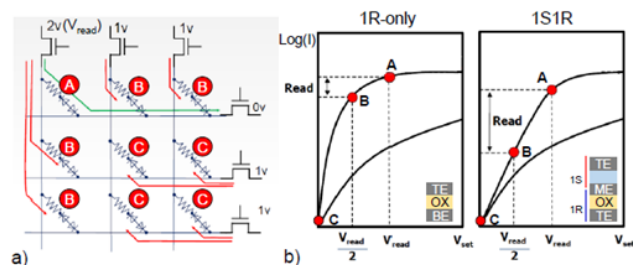 2v(Vread) 1v 1v
A B B
0v
B C C
1v
B C C
1v
a)
1R-only 1S1R
Log(I)
Read
A
B
C
TE
OX
BE
Vread/2 V'read Vset
A
Read
B
C
1S
1R
TE
ME
OX
TE
Vread/2 Vread Vset
b)